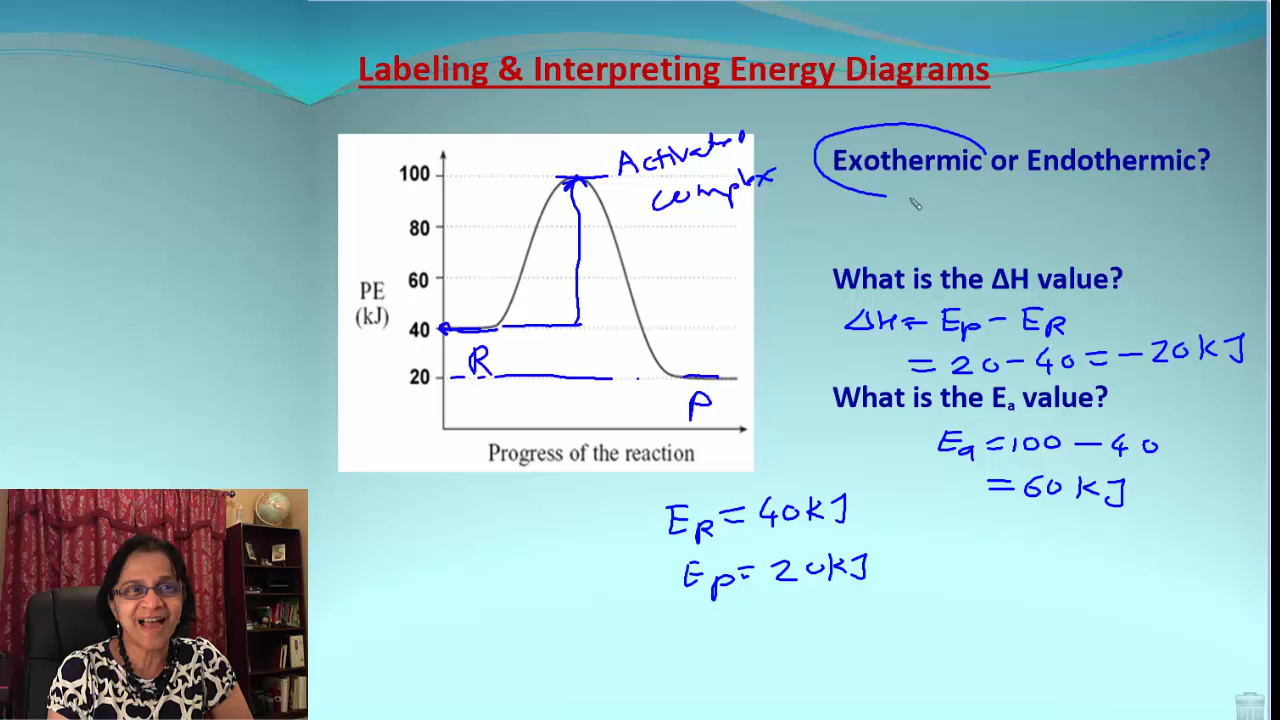 Labeling & Interpreting Energy Diagrams
Activated
complex
100
80
60
40
20
PE
(kJ)
R
P
Progress of the reaction
Exothermic or Endothermic?
What is the ΔH value?
ΔH = Ep - ER
= 20 - 40 = -20 kJ
What is the Ea value?
Ea = 100 - 40
= 60 kJ
ER = 40 kJ
Ep = 20 kJ